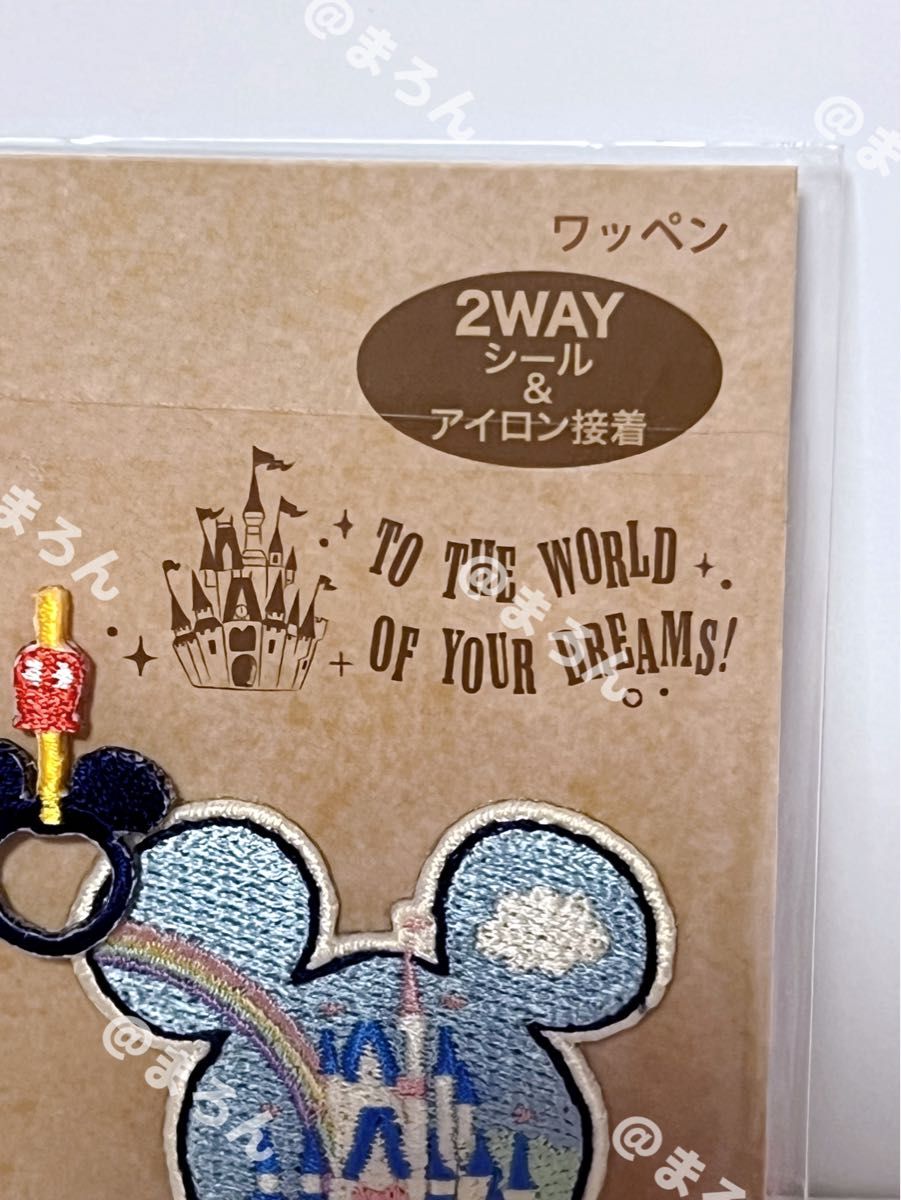 @まろん
@ま
ワッペン
2WAY
シール
&
アイロン接着
まろん
TO THE WORLD
@まろん
OF YOUR DREAMS!
@まろん
@まろ